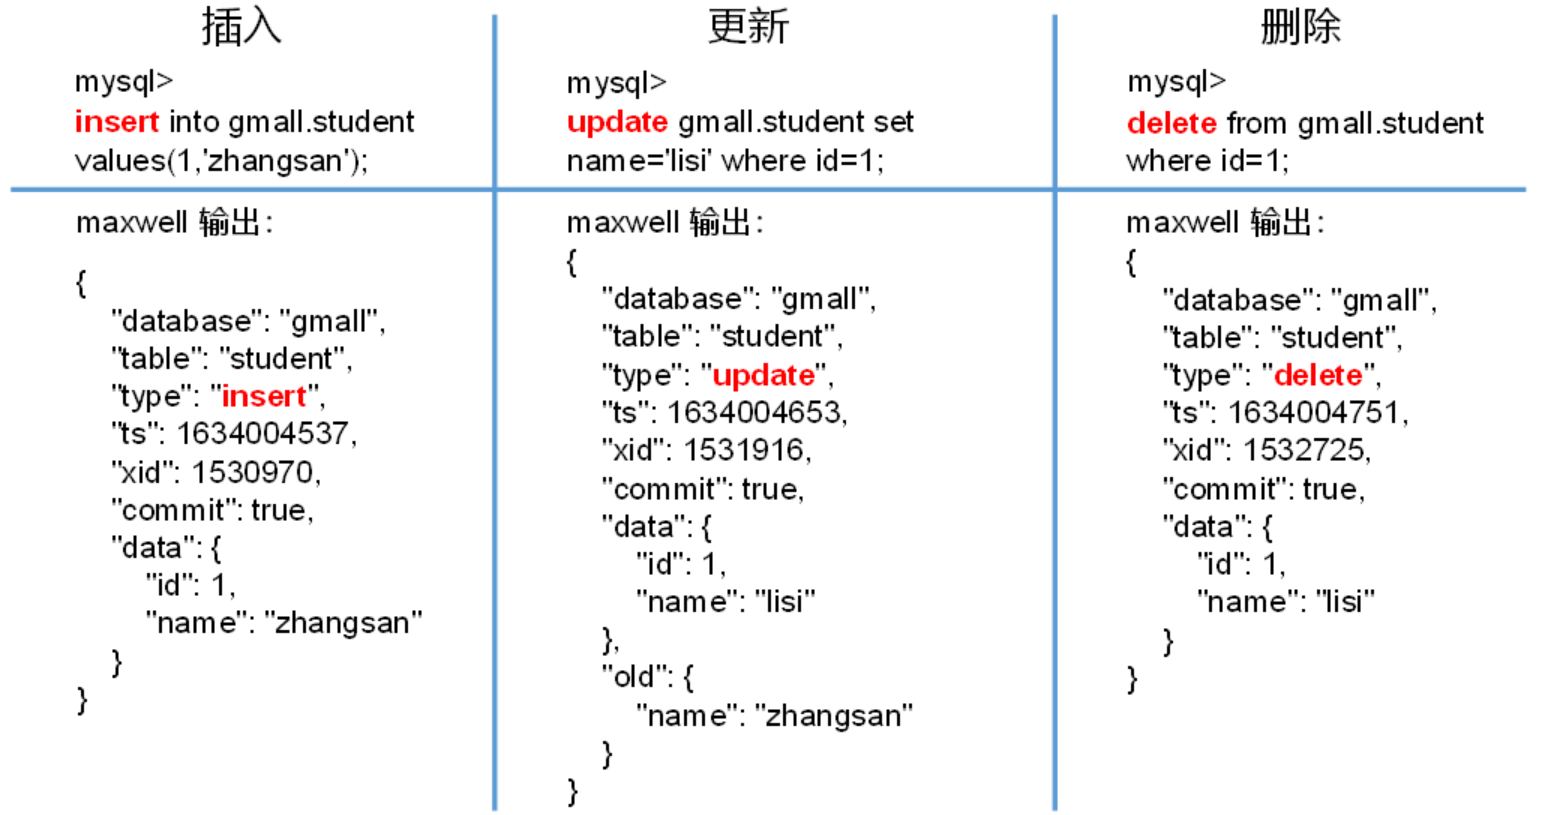 插入
mysql>
insert into gmall.student
values(1,'zhangsan');
maxwell 输出:
{
"database": "gmall",
"table": "student",
"type": "insert",
"ts": 1634004537,
"xid": 1530970,
"commit": true,
"data": {
"id": 1,
"name": "zhangsan"
}
}
更新
mysql>
update gmall.student set
name='lisi' where id=1;
maxwell 输出:
{
"database": "gmall",
"table": "student",
"type": "update",
"ts": 1634004653,
"xid": 1531916,
"commit": true,
"data": {
"id": 1,
"name": "lisi"
},
"old": {
"name": "zhangsan"
}
}
删除
mysql>
delete from gmall.student
where id=1;
maxwell 输出:
{
"database": "gmall",
"table": "student",
"type": "delete",
"ts": 1634004751,
"xid": 1532725,
"commit": true,
"data": {
"id": 1,
"name": "lisi"
}
}